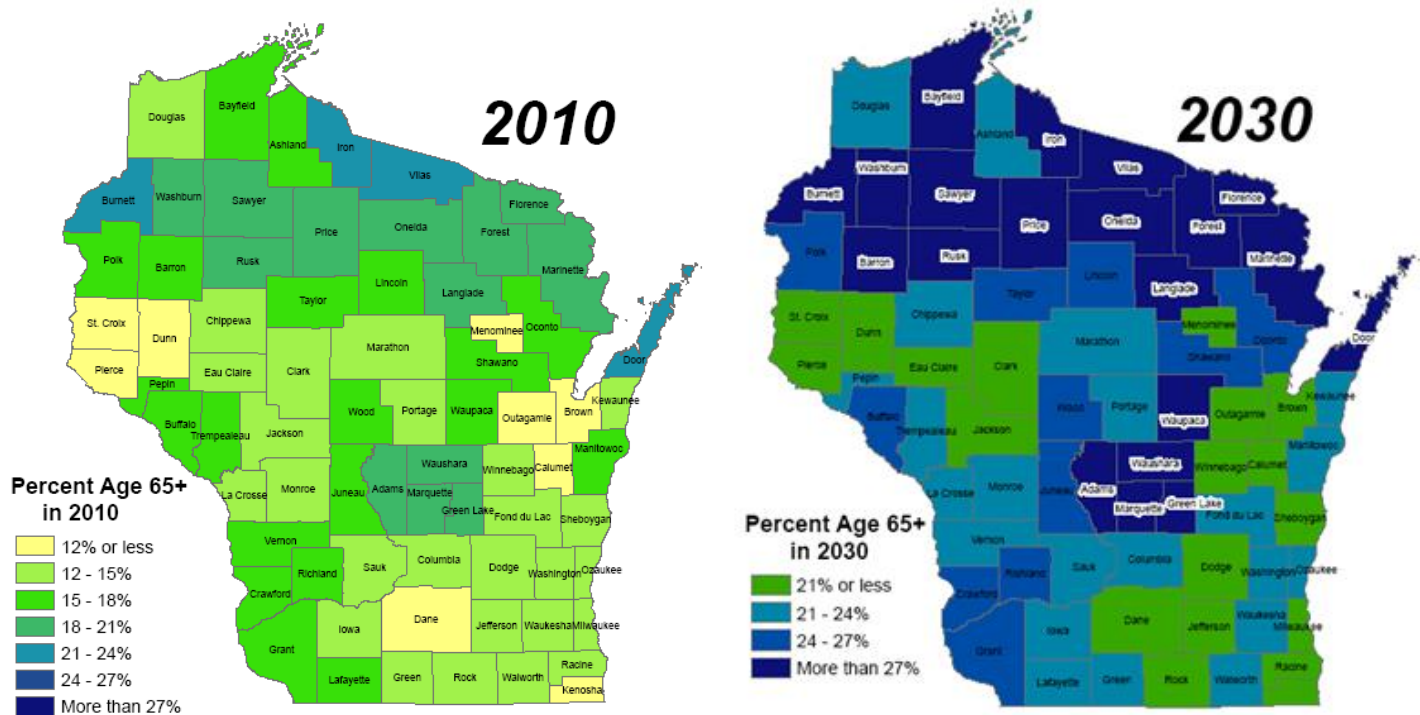 2010
Douglas
Bayfield
Ashland
Iron
Vilas
Burnett
Washburn
Sawyer
Price
Oneida
Forest
Florence
Marinette
Polk
Barron
Rusk
Taylor
Lincoln
Langlade
Oconto
Menominee
Door
St. Croix
Dunn
Chippewa
Marathon
Shawano
Pierce
Pepin
Eau Claire
Clark
Buffalo
Trempealeau
Jackson
Wood
Portage
Waupaca
Outagamie
Brown
Kewaunee
Manitowoc
Calumet
Winnebago
Waushara
Adams
Marquette
Green Lake
Fond du Lac
Sheboygan
La Crosse
Monroe
Juneau
Vernon
Richland
Sauk
Columbia
Dodge
Washington
Ozaukee
Crawford
Dane
Iowa
Jefferson
Waukesha
Milwaukee
Grant
Lafayette
Green
Rock
Walworth
Racine
Kenosha
Percent Age 65+
in 2010
12% or less
12 - 15%
15 - 18%
18 - 21%
21 - 24%
24 - 27%
More than 27%
2030
Douglas
Bayfield
Ashland
Iron
Vilas
Burnett
Washburn
Sawyer
Price
Oneida
Forest
Florence
Marinette
Polk
Barron
Rusk
Taylor
Lincoln
Langlade
Oconto
Menominee
Door
St. Croix
Dunn
Chippewa
Marathon
Shawano
Pierce
Pepin
Eau Claire
Clark
Buffalo
Trempealeau
Jackson
Wood
Portage
Waupaca
Outagamie
Brown
Kewaunee
Manitowoc
Calumet
Winnebago
Waushara
Adams
Marquette
Green Lake
Fond du Lac
Sheboygan
La Crosse
Monroe
Juneau
Vernon
Richland
Sauk
Columbia
Dodge
Washington
Ozaukee
Crawford
Dane
Iowa
Jefferson
Waukesha
Milwaukee
Grant
Lafayette
Green
Rock
Walworth
Racine
Percent Age 65+
in 2030
21% or less
21 - 24%
24 - 27%
More than 27%